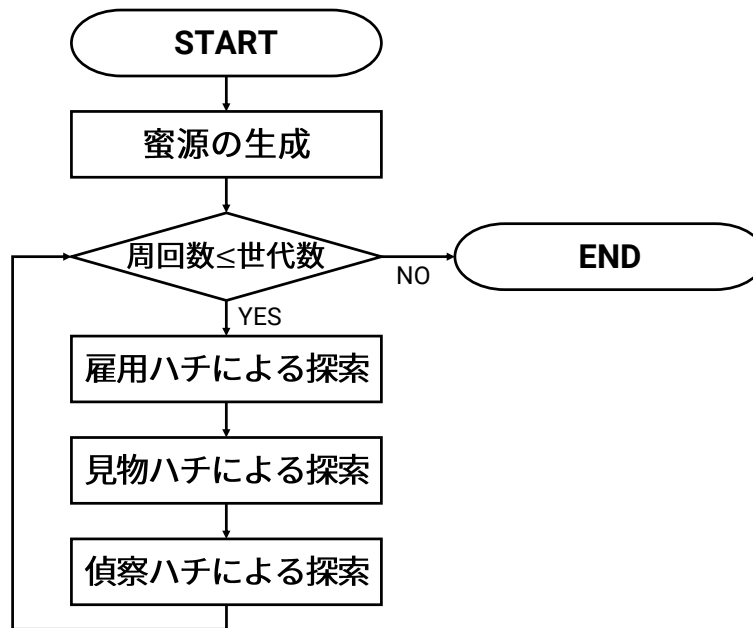 START
蜜源の生成
周回数≤世代数
NO
END
YES
雇用ハチによる探索
見物ハチによる探索
偵察ハチによる探索